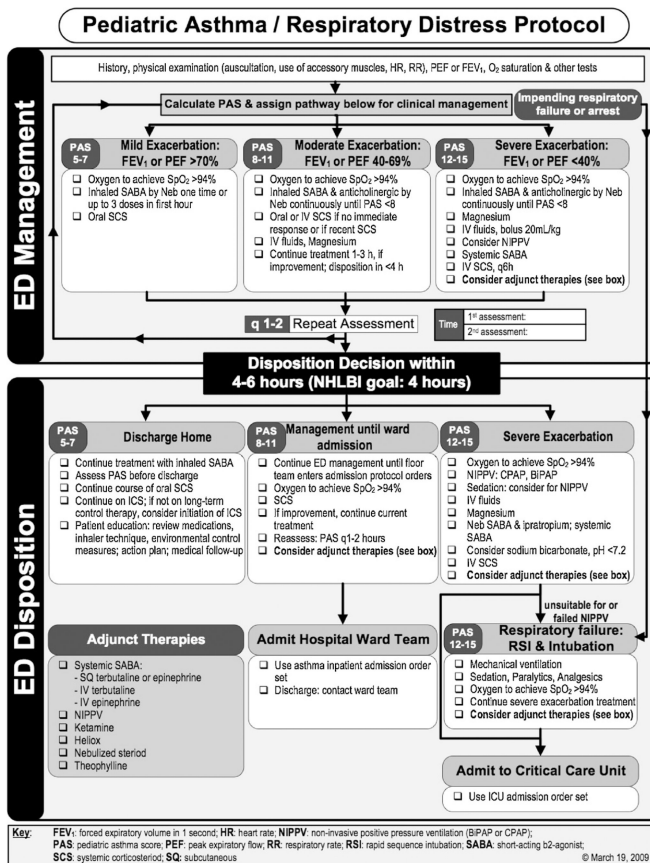 Pediatric Asthma / Respiratory Distress Protocol
ED Management
History, physical examination (auscultation, use of accessory muscles, HR, RR), PEF or FEV₁, O₂ saturation & other tests
Calculate PAS & assign pathway below for clinical management
Impending respiratory
failure or arrest
PAS
5-7
Mild Exacerbation:
FEV₁ or PEF >70%
❑ Oxygen to achieve SpO₂ >94%
❑ Inhaled SABA by Neb one time or
up to 3 doses in first hour
❑ Oral SCS
PAS
8-11
Moderate Exacerbation:
FEV₁ or PEF 40-69%
❑ Oxygen to achieve SpO₂ >94%
❑ Inhaled SABA & anticholinergic by
Neb continuously until PAS <8
❑ Oral or IV SCS if no immediate
response or if recent SCS
❑ IV fluids, Magnesium
❑ Continue treatment 1-3 h, if
improvement; disposition in <4 h
PAS
12-15
Severe Exacerbation:
FEV₁ or PEF <40%
❑ Oxygen to achieve SpO₂ >94%
❑ Inhaled SABA & anticholinergic by Neb
continuously until PAS <8
❑ Magnesium
❑ IV fluids, bolus 20mL/kg
❑ Consider NIPPV
❑ Systemic SABA
❑ IV SCS, q6h
❑ Consider adjunct therapies (see box)
q 1-2 Repeat Assessment
Time
1st assessment:
2nd assessment:
Disposition Decision within
4-6 hours (NHLBI goal: 4 hours)
ED Disposition
PAS
5-7
Discharge Home
❑ Continue treatment with inhaled SABA
❑ Assess PAS before discharge
❑ Continue course of oral SCS
❑ Continue on ICS; if not on long-term
control therapy, consider initiation of ICS
❑ Patient education: review medications,
inhaler technique, environmental control
measures; action plan; medical follow-up
PAS
8-11
Management until ward
admission
❑ Continue ED management until floor
team enters admission protocol orders
❑ Oxygen to achieve SpO₂ >94%
❑ SCS
❑ If improvement, continue current
treatment
❑ Reassess: PAS q1-2 hours
❑ Consider adjunct therapies (see box)
PAS
12-15
Severe Exacerbation
❑ Oxygen to achieve SpO₂ >94%
❑ NIPPV: CPAP, BiPAP
❑ Sedation: consider for NIPPV
❑ IV fluids
❑ Magnesium
❑ Neb SABA & ipratropium; systemic
SABA
❑ Consider sodium bicarbonate, pH <7.2
❑ IV SCS
❑ Consider adjunct therapies (see box)
unsuitable for or
failed NIPPV
Adjunct Therapies
❑ Systemic SABA:
- SQ terbutaline or epinephrine
- IV terbutaline
- IV epinephrine
❑ NIPPV
❑ Ketamine
❑ Heliox
❑ Nebulized steriod
❑ Theophylline
Admit Hospital Ward Team
❑ Use asthma inpatient admission order
set
❑ Discharge: contact ward team
PAS
12-15
Respiratory failure:
RSI & Intubation
❑ Mechanical ventilation
❑ Sedation, Paralytics, Analgesics
❑ Oxygen to achieve SpO₂ >94%
❑ Continue severe exacerbation treatment
❑ Consider adjunct therapies (see box)
Admit to Critical Care Unit
❑ Use ICU admission order set
Key: FEV₁: forced expiratory volume in 1 second; HR: heart rate; NIPPV: non-invasive positive pressure ventilation (BiPAP or CPAP);
PAS: pediatric asthma score; PEF: peak expiratory flow; RR: respiratory rate; RSI: rapid sequence intubation; SABA: short-acting b2-agonist;
SCS: systemic corticosteriod; SQ: subcutaneous
© March 19, 2009